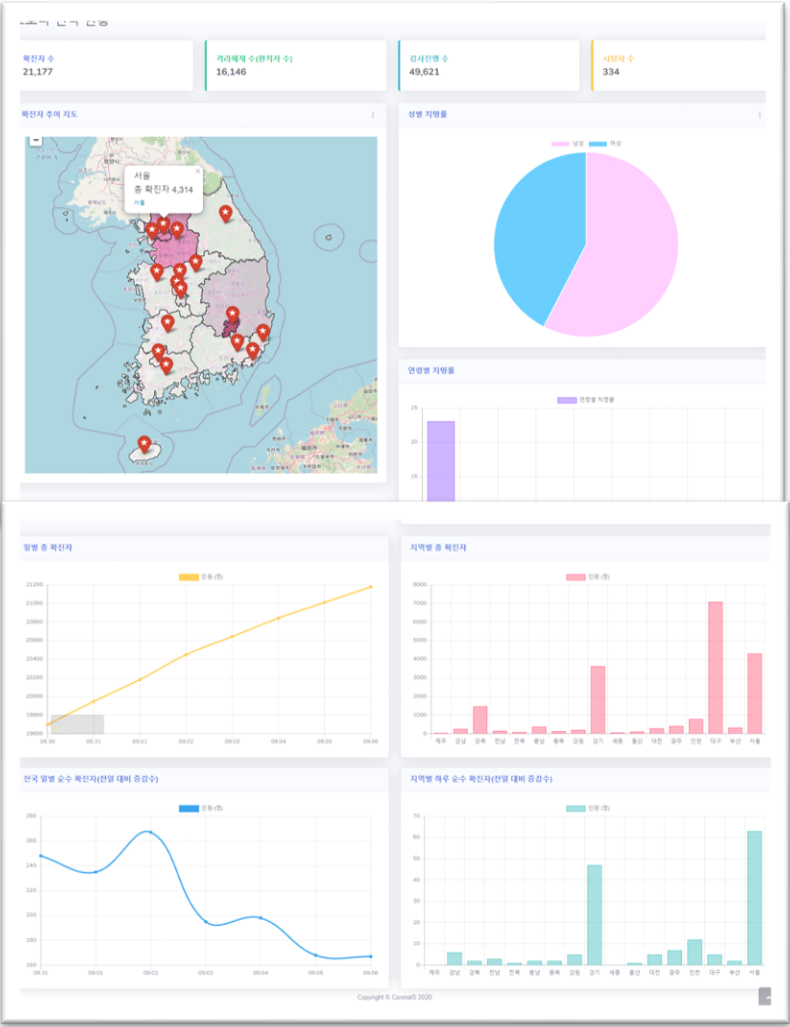 확진자 수
21,177
격리해제 수(완치자 수)
16,146
검사진행 수
49,621
사망자 수
334
확진자 추이 지도
성별 치명률
−
서울
총 확진자 4,314
서울
남성 여성
연령별 치명률
연령별 치명률
25
20
15
일별 총 확진자
지역별 총 확진자
인원 (명)
21200
21000
20800
20600
20400
20200
20000
19800
19600
08.30 08.31 09.01 09.02 09.03 09.04 09.05 09.06
인원 (명)
8000
7000
6000
5000
4000
3000
2000
1000
0
제주 경남 경북 전남 전북 충남 충북 강원 경기 세종 울산 대전 광주 인천 대구 부산 서울
전국 일별 순수 확진자(전일 대비 증감수)
지역별 하루 순수 확진자(전일 대비 증감수)
인원 (명)
280
260
240
220
200
180
160
08.31 09.01 09.02 09.03 09.04 09.05 09.06
인원 (명)
70
60
50
40
30
20
10
0
제주 경남 경북 전남 전북 충남 충북 강원 경기 세종 울산 대전 광주 인천 대구 부산 서울
Copyright © CoronaIS 2020